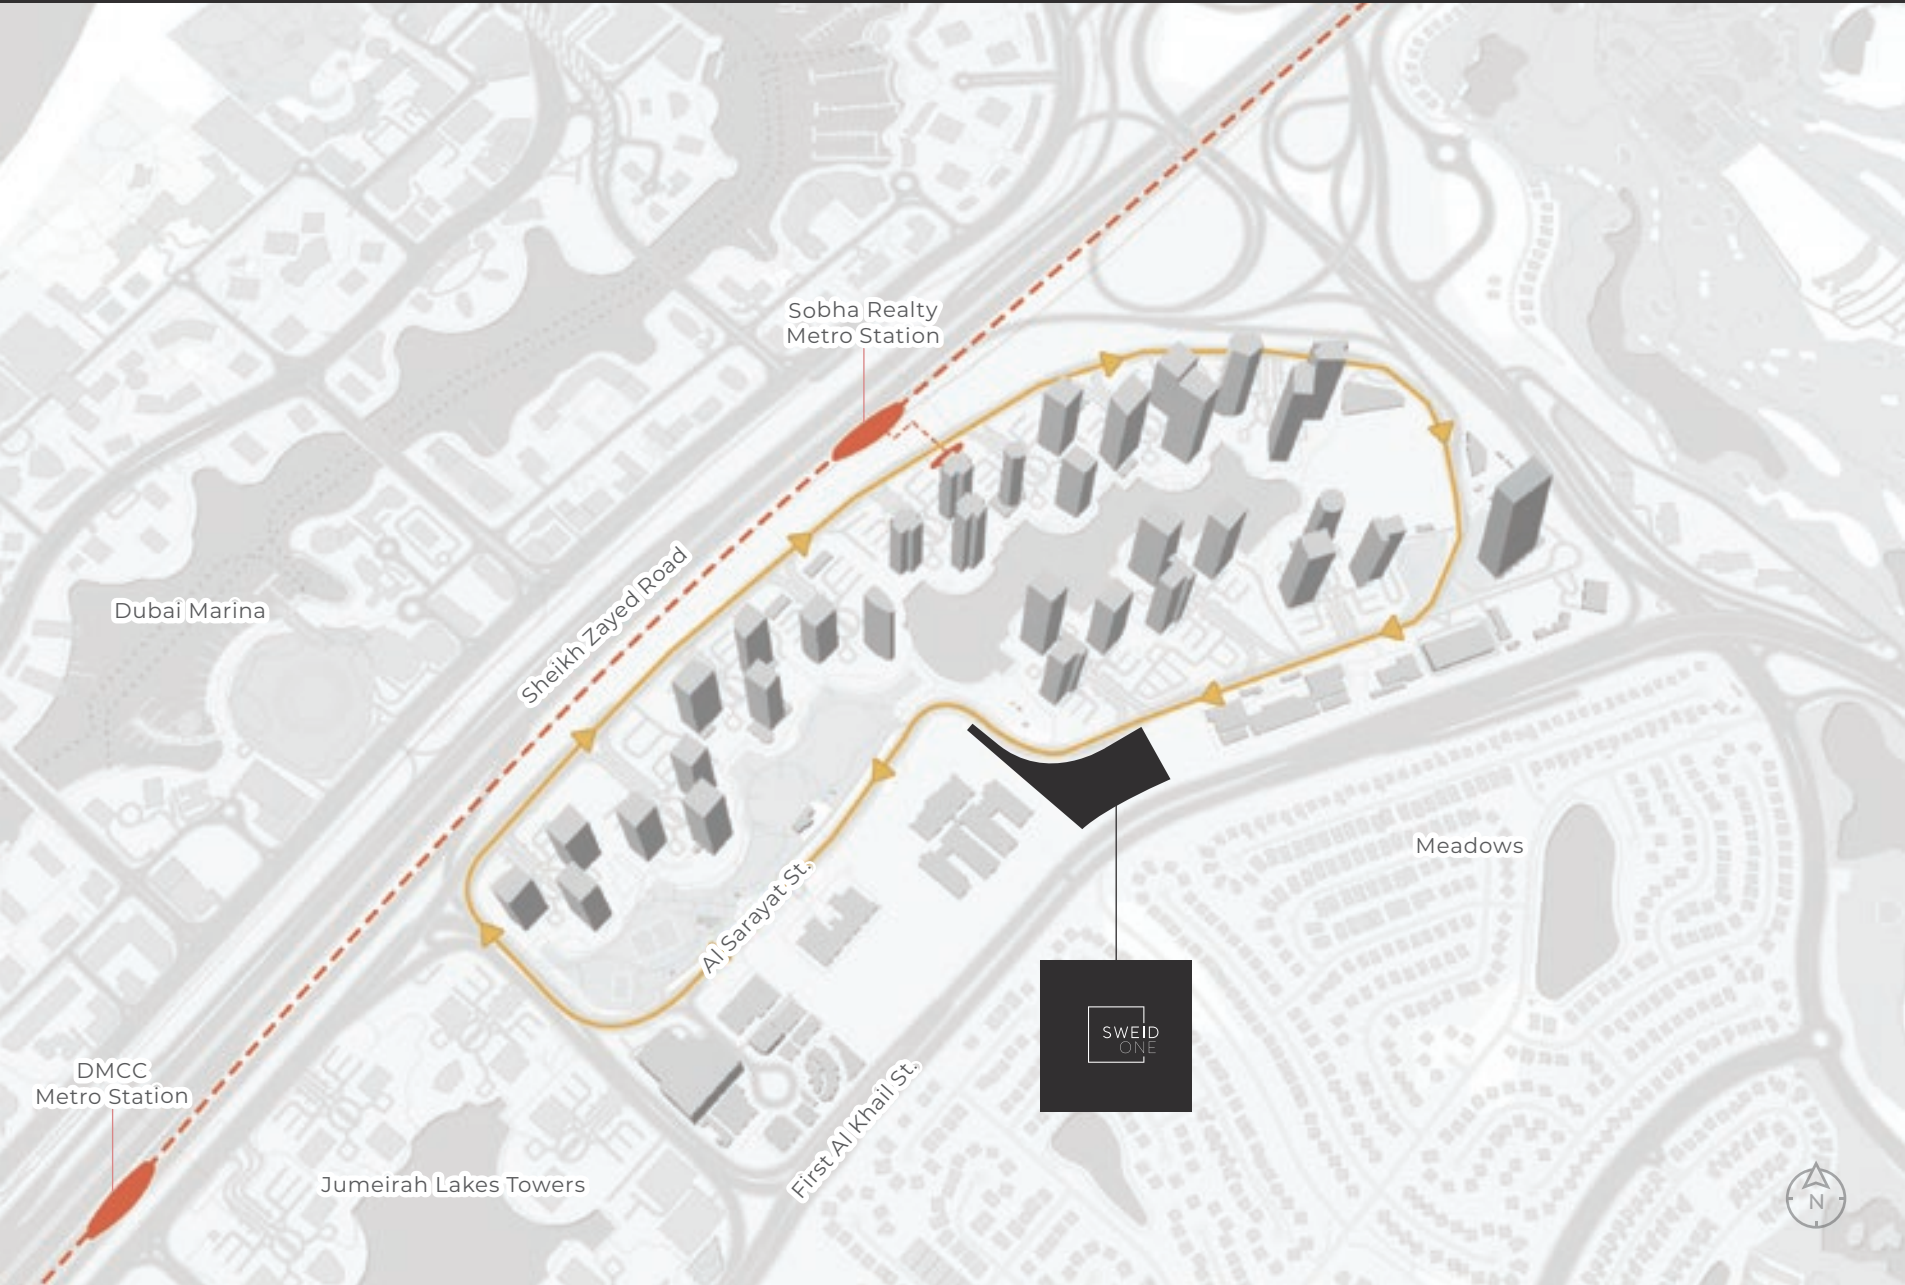 Sobha Realty
Metro Station
Sheikh Zayed Road
Dubai Marina
Meadows
Al Sarayat St.
SWEID
ONE
DMCC
Metro Station
First Al Khail St.
Jumeirah Lakes Towers
N